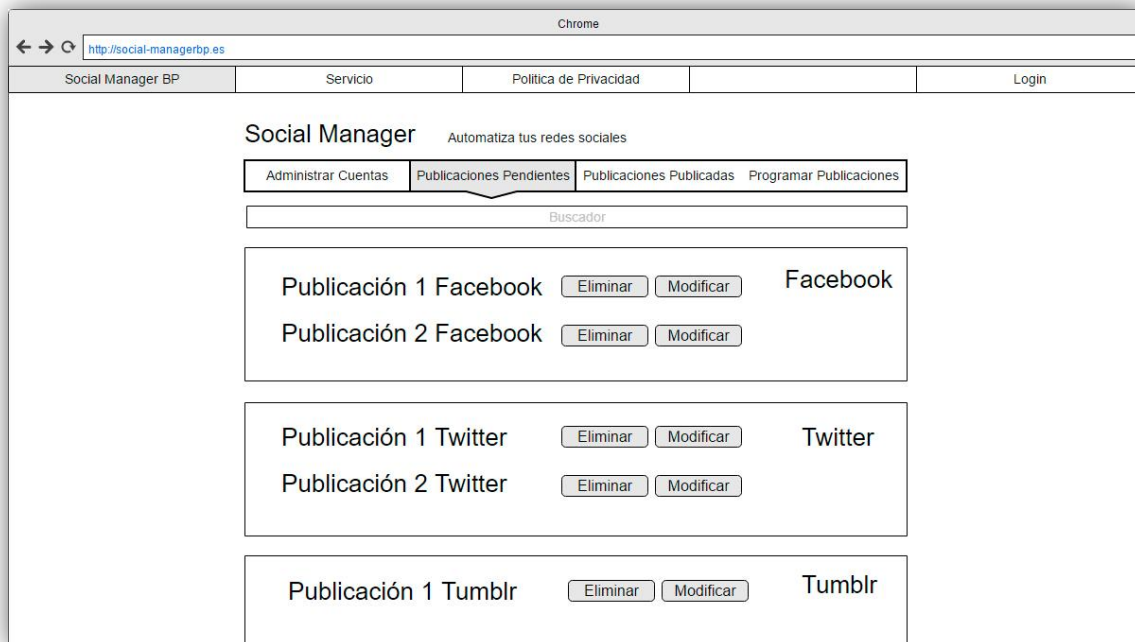 Chrome
http://social-managerbp.es
Social Manager BP Servicio Politica de Privacidad Login
Social Manager Automatiza tus redes sociales
Administrar Cuentas Publicaciones Pendientes Publicaciones Publicadas Programar Publicaciones
Buscador
Publicación 1 Facebook Eliminar Modificar Facebook
Publicación 2 Facebook Eliminar Modificar
Publicación 1 Twitter Eliminar Modificar Twitter
Publicación 2 Twitter Eliminar Modificar
Publicación 1 Tumblr Eliminar Modificar Tumblr